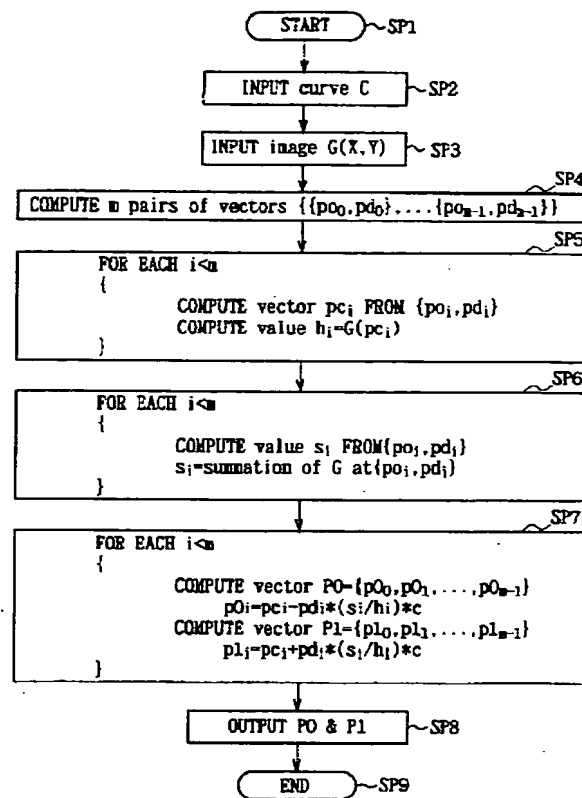 START SP1
INPUT curve C SP2
INPUT image G(X,Y) SP3
SP4
COMPUTE m pairs of vectors {{po₀,pd₀},....{poₘ₋₁,pdₘ₋₁}}
SP5
FOR EACH i<m
{
COMPUTE vector pcᵢ FROM {poᵢ,pdᵢ}
COMPUTE value hᵢ=G(pcᵢ)
}
SP6
FOR EACH i<m
{
COMPUTE value sᵢ FROM{poᵢ,pdᵢ}
sᵢ=summation of G at{poᵢ,pdᵢ}
}
SP7
FOR EACH i<m
{
COMPUTE vector P0={p0₀,p0₁,...,p0ₘ₋₁}
p0ᵢ=pcᵢ-pdᵢ*(sᵢ/hᵢ)*c
COMPUTE vector P1={p1₀,p1₁,...,p1ₘ₋₁}
p1ᵢ=pcᵢ+pdᵢ*(sᵢ/hᵢ)*c
}
OUTPUT P0 & P1 SP8
END SP9